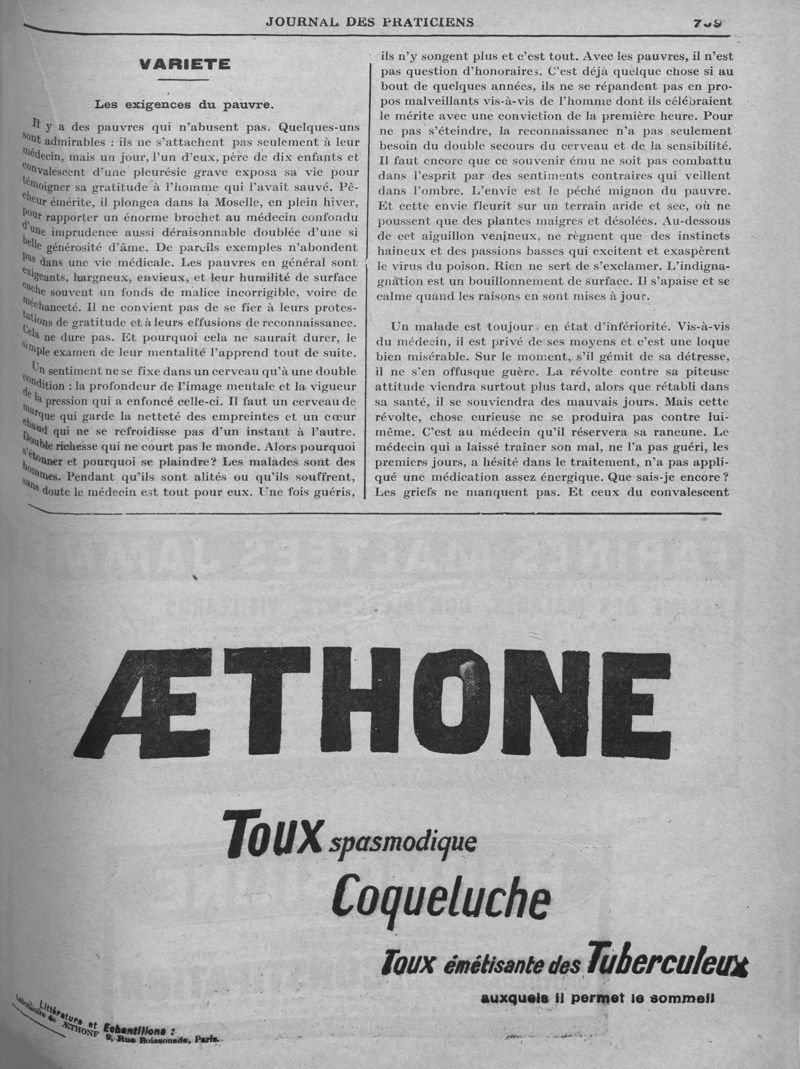 JOURNAL DES PRATICIENS
VARIETE
Les exigences du pauvre.
Il y a des pauvres qui n'abusent pas. Quelques-uns
sont admirables : ils ne s'attachent pas seulement à leur
médecin, mais un jour, l'un d'eux, père de dix enfants et
convalescent d'une pleurésie grave exposa sa vie pour
témoigner sa gratitude à l'homme qui l'avait sauvé. Pê-
cheur émérite, il plongea dans la Moselle, en plein hiver,
pour rapporter un énorme brochet au médecin confondu
d'une imprudence aussi déraisonnable doublée d'une si
belle générosité d'âme. De pareils exemples n'abondent
pas dans une vie médicale. Les pauvres en général sont
exigeants, hargneux, envieux, et leur humilité de surface
cache souvent un fonds de malice incorrigible, voire de
méchanceté. Il ne convient pas de se fier à leurs protes-
tations de gratitude et à leurs effusions de reconnaissance.
Cela ne dure pas. Et pourquoi cela ne saurait durer, le
simple examen de leur mentalité l'apprend tout de suite.
Un sentiment ne se fixe dans un cerveau qu'à une double
condition : la profondeur de l'image mentale et la vigueur
de la pression qui a enfoncé celle-ci. Il faut un cerveau de
marque qui garde la netteté des empreintes et un cœur
chaud qui ne se refroidisse pas d'un instant à l'autre.
Double richesse qui ne court pas le monde. Alors pourquoi
s'étonner et pourquoi se plaindre? Les malades sont des
hommes. Pendant qu'ils sont alités ou qu'ils souffrent,
sans doute le médecin est tout pour eux. Une fois guéris,
ils n'y songent plus et c'est tout. Avec les pauvres, il n'est
pas question d'honoraires. C'est déjà quelque chose si au
bout de quelques années, ils ne se répandent pas en pro-
pos malveillants vis-à-vis de l'homme dont ils célébraient
le mérite avec une conviction de la première heure. Pour
ne pas s'éteindre, la reconnaissance n'a pas seulement
besoin du double secours du cerveau et de la sensibilité.
Il faut encore que ce souvenir ému ne soit pas combattu
dans l'esprit par des sentiments contraires qui veillent
dans l'ombre. L'envie est le péché mignon du pauvre.
Et cette envie fleurit sur un terrain aride et sec, où ne
poussent que des plantes maigres et désolées. Au-dessous
de cet aiguillon venimeux, ne règnent que des instincts
haineux et des passions basses qui excitent et exaspèrent
le virus du poison. Rien ne sert de s'exclamer. L'indigna-
gnation est un bouillonnement de surface. Il s'apaise et se
calme quand les raisons en sont mises à jour.
Un malade est toujours en état d'infériorité. Vis-à-vis
du médecin, il est privé de ses moyens et c'est une loque
bien misérable. Sur le moment, s'il gémit de sa détresse,
il ne s'en offusque guère. La révolte contre sa piteuse
attitude viendra surtout plus tard, alors que rétabli dans
sa santé, il se souviendra des mauvais jours. Mais cette
révolte, chose curieuse ne se produira pas contre lui-
même. C'est au médecin qu'il réservera sa rancune. Le
médecin qui a laissé traîner son mal, ne l'a pas guéri, les
premiers jours, a hésité dans le traitement, n'a pas appli-
qué une médication assez énergique. Que sais-je encore?
Les griefs ne manquent pas. Et ceux du convalescent
ÆTHONE
Toux spasmodique
Coqueluche
Toux émétisante des Tuberculeux
auxquels il permet le sommeil
Littérature et Echantillons :
Laboratoire de ÆTHONE 9, Rue Boissonade, Paris.